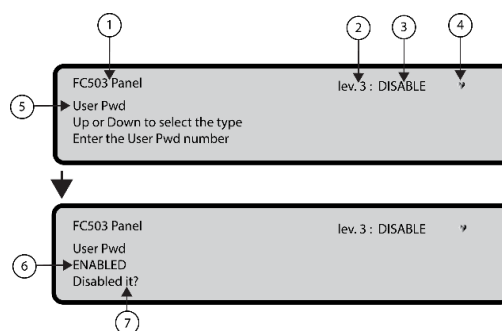 1
2
3
4
FC503 Panel lev. 3 : DISABLE
5
User Pwd
Up or Down to select the type
Enter the User Pwd number
FC503 Panel lev. 3 : DISABLE
User Pwd
6
ENABLED
Disabled it?
7